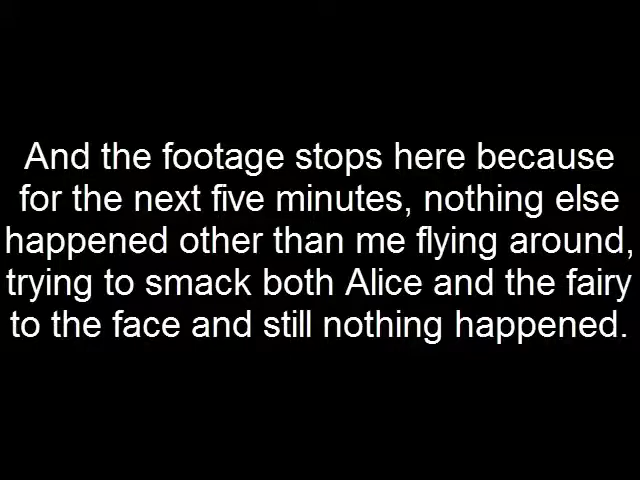 And the footage stops here because
for the next five minutes, nothing else
happened other than me flying around,
trying to smack both Alice and the fairy
to the face and still nothing happened.